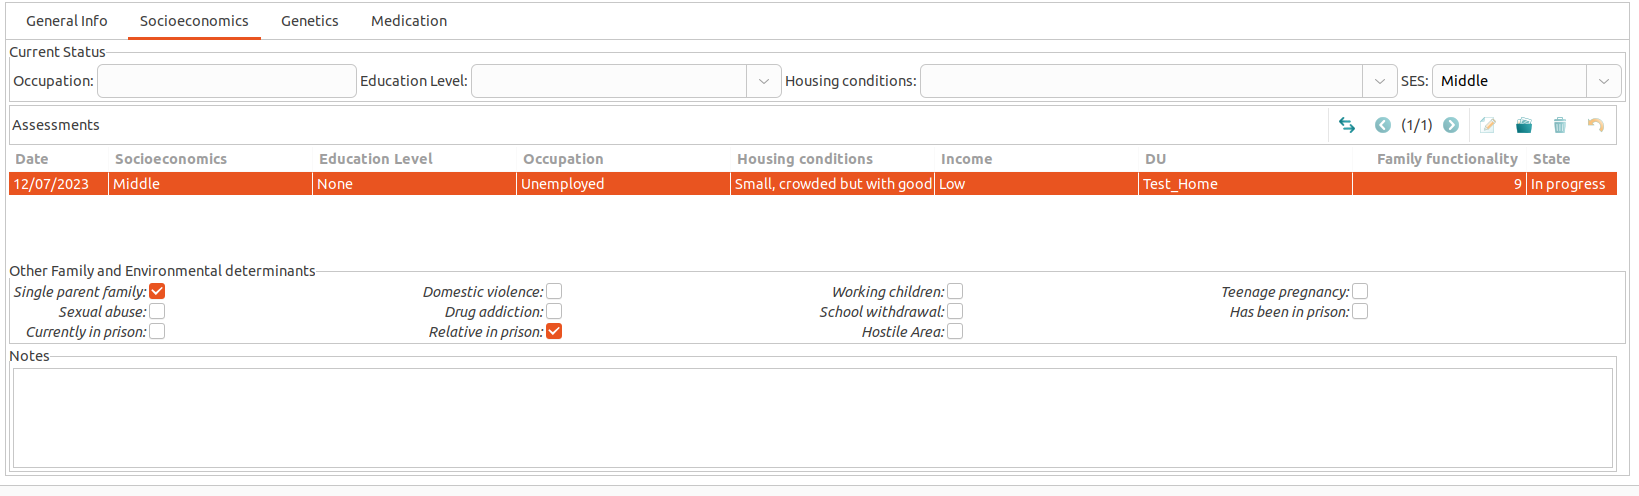 General Info Socioeconomics Genetics Medication
Current Status
Occupation: Education Level: Housing conditions: SES: Middle
Assessments (1/1)
Date Socioeconomics Education Level Occupation Housing conditions Income DU Family functionality State
12/07/2023 Middle None Unemployed Small, crowded but with good Low Test_Home 9 In progress
Other Family and Environmental determinants
Single parent family: Domestic violence: Working children: Teenage pregnancy:
Sexual abuse: Drug addiction: School withdrawal: Has been in prison:
Currently in prison: Relative in prison: Hostile Area:
Notes